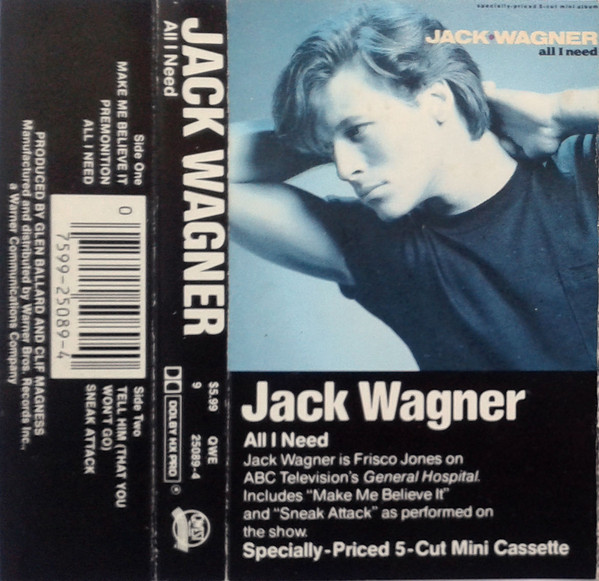 specially-priced 5-cut mini album
JACK WAGNER
all I need
Jack Wagner
All I Need
Jack Wagner is Frisco Jones on
ABC Television's General Hospital.
Includes "Make Me Believe It"
and "Sneak Attack" as performed on
the show.
Specially-Priced 5-Cut Mini Cassette
JACK WAGNER
All I Need
$5.99
9
QWE
25089-4
DOLBY HX PRO
Side One
MAKE ME BELIEVE IT
PREMONITION
ALL I NEED
0
7599-25089-4
Side Two
TELL HIM (THAT YOU
WON'T GO)
SNEAK ATTACK
PRODUCED BY GLEN BALLARD AND CLIF MAGNESS
Manufactured and distributed by Warner Bros. Records Inc.,
a Warner Communications Company